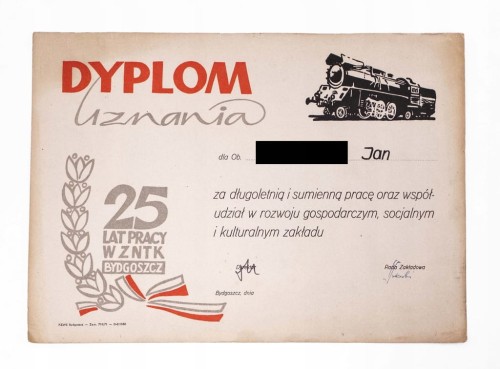 DYPLOM
Uznania
dla Ob. Jan
za długoletnią i sumienną pracę oraz współ-
udział w rozwoju gospodarczym, socjalnym
i kulturalnym zakładu
25
LAT PRACY
W ZNTK
BYDGOSZCZ
Rada Zakładowa
Bydgoszcz, dnia